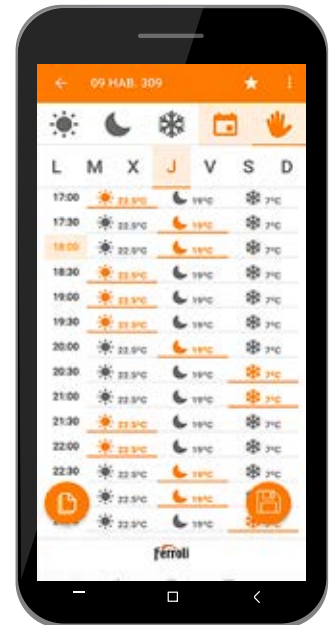 09 HAB. 309
L M X J V S D
17:00 22.5°C 19°C 7°C
17:30 22.5°C 19°C 7°C
18:00 22.5°C 19°C 7°C
18:30 22.5°C 19°C 7°C
19:00 22.5°C 19°C 7°C
19:30 22.5°C 19°C 7°C
20:00 22.5°C 19°C 7°C
20:30 22.5°C 19°C 7°C
21:00 22.5°C 19°C 7°C
21:30 22.5°C 19°C 7°C
22:00 22.5°C 19°C 7°C
22:30 22.5°C 19°C 7°C
22.5°C 19°C
22.5°C 19°C
ferroli